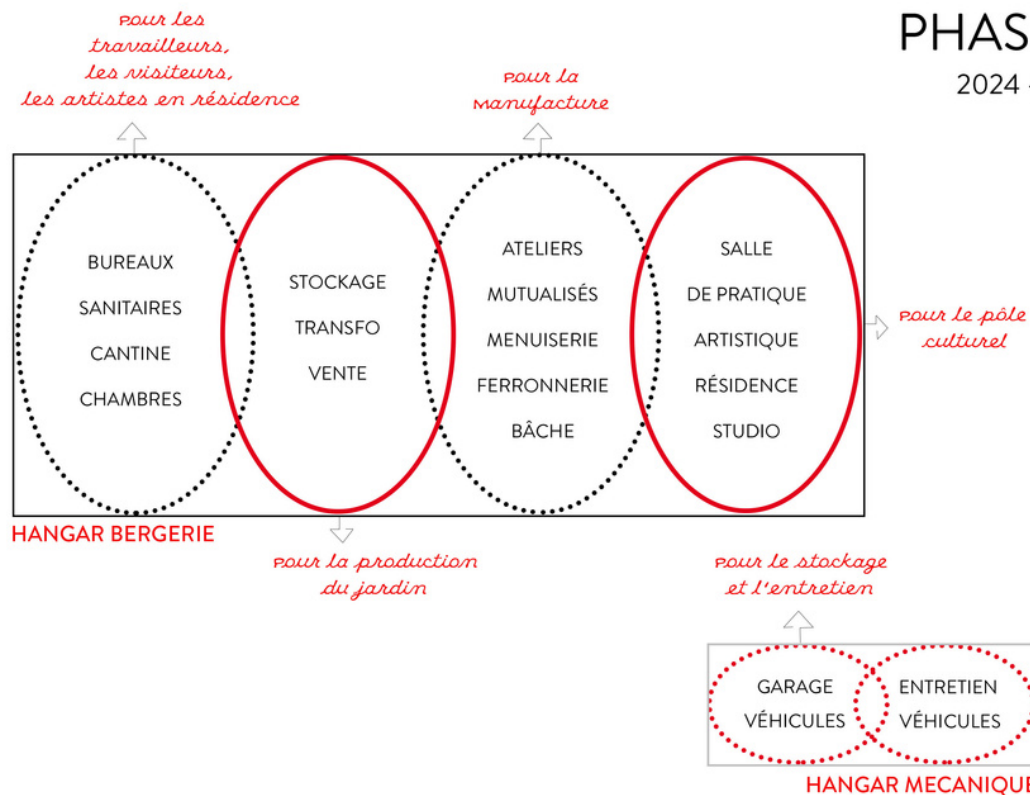 PHAS
2024 -
pour les
travailleurs,
les visiteurs,
les artistes en résidence
pour la
manufacture
BUREAUX
SANITAIRES
CANTINE
CHAMBRES
STOCKAGE
TRANSFO
VENTE
ATELIERS
MUTUALISÉS
MENUISERIE
FERRONNERIE
BÂCHE
SALLE
DE PRATIQUE
ARTISTIQUE
RÉSIDENCE
STUDIO
pour le pôle
culturel
HANGAR BERGERIE
pour la production
du jardin
pour le stockage
et l'entretien
GARAGE
VÉHICULES
ENTRETIEN
VÉHICULES
HANGAR MECANIQUE